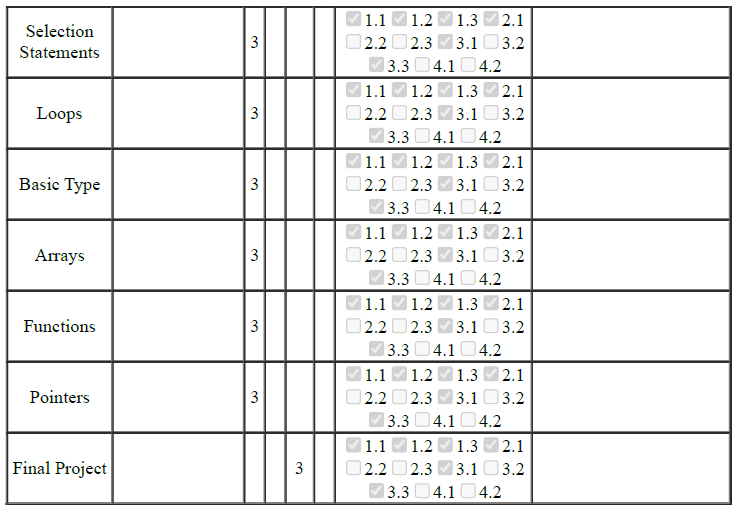 Selection Statements 3 ☑ 1.1 ☑ 1.2 ☑ 1.3 ☑ 2.1
☐ 2.2 ☐ 2.3 ☑ 3.1 ☐ 3.2
☑ 3.3 ☐ 4.1 ☐ 4.2
Loops 3 ☑ 1.1 ☑ 1.2 ☑ 1.3 ☑ 2.1
☐ 2.2 ☐ 2.3 ☑ 3.1 ☐ 3.2
☑ 3.3 ☐ 4.1 ☐ 4.2
Basic Type 3 ☑ 1.1 ☑ 1.2 ☑ 1.3 ☑ 2.1
☐ 2.2 ☐ 2.3 ☑ 3.1 ☐ 3.2
☑ 3.3 ☐ 4.1 ☐ 4.2
Arrays 3 ☑ 1.1 ☑ 1.2 ☑ 1.3 ☑ 2.1
☐ 2.2 ☐ 2.3 ☑ 3.1 ☐ 3.2
☑ 3.3 ☐ 4.1 ☐ 4.2
Functions 3 ☑ 1.1 ☑ 1.2 ☑ 1.3 ☑ 2.1
☐ 2.2 ☐ 2.3 ☑ 3.1 ☐ 3.2
☑ 3.3 ☐ 4.1 ☐ 4.2
Pointers 3 ☑ 1.1 ☑ 1.2 ☑ 1.3 ☑ 2.1
☐ 2.2 ☐ 2.3 ☑ 3.1 ☐ 3.2
☑ 3.3 ☐ 4.1 ☐ 4.2
Final Project 3 ☑ 1.1 ☑ 1.2 ☑ 1.3 ☑ 2.1
☐ 2.2 ☐ 2.3 ☑ 3.1 ☐ 3.2
☑ 3.3 ☐ 4.1 ☐ 4.2